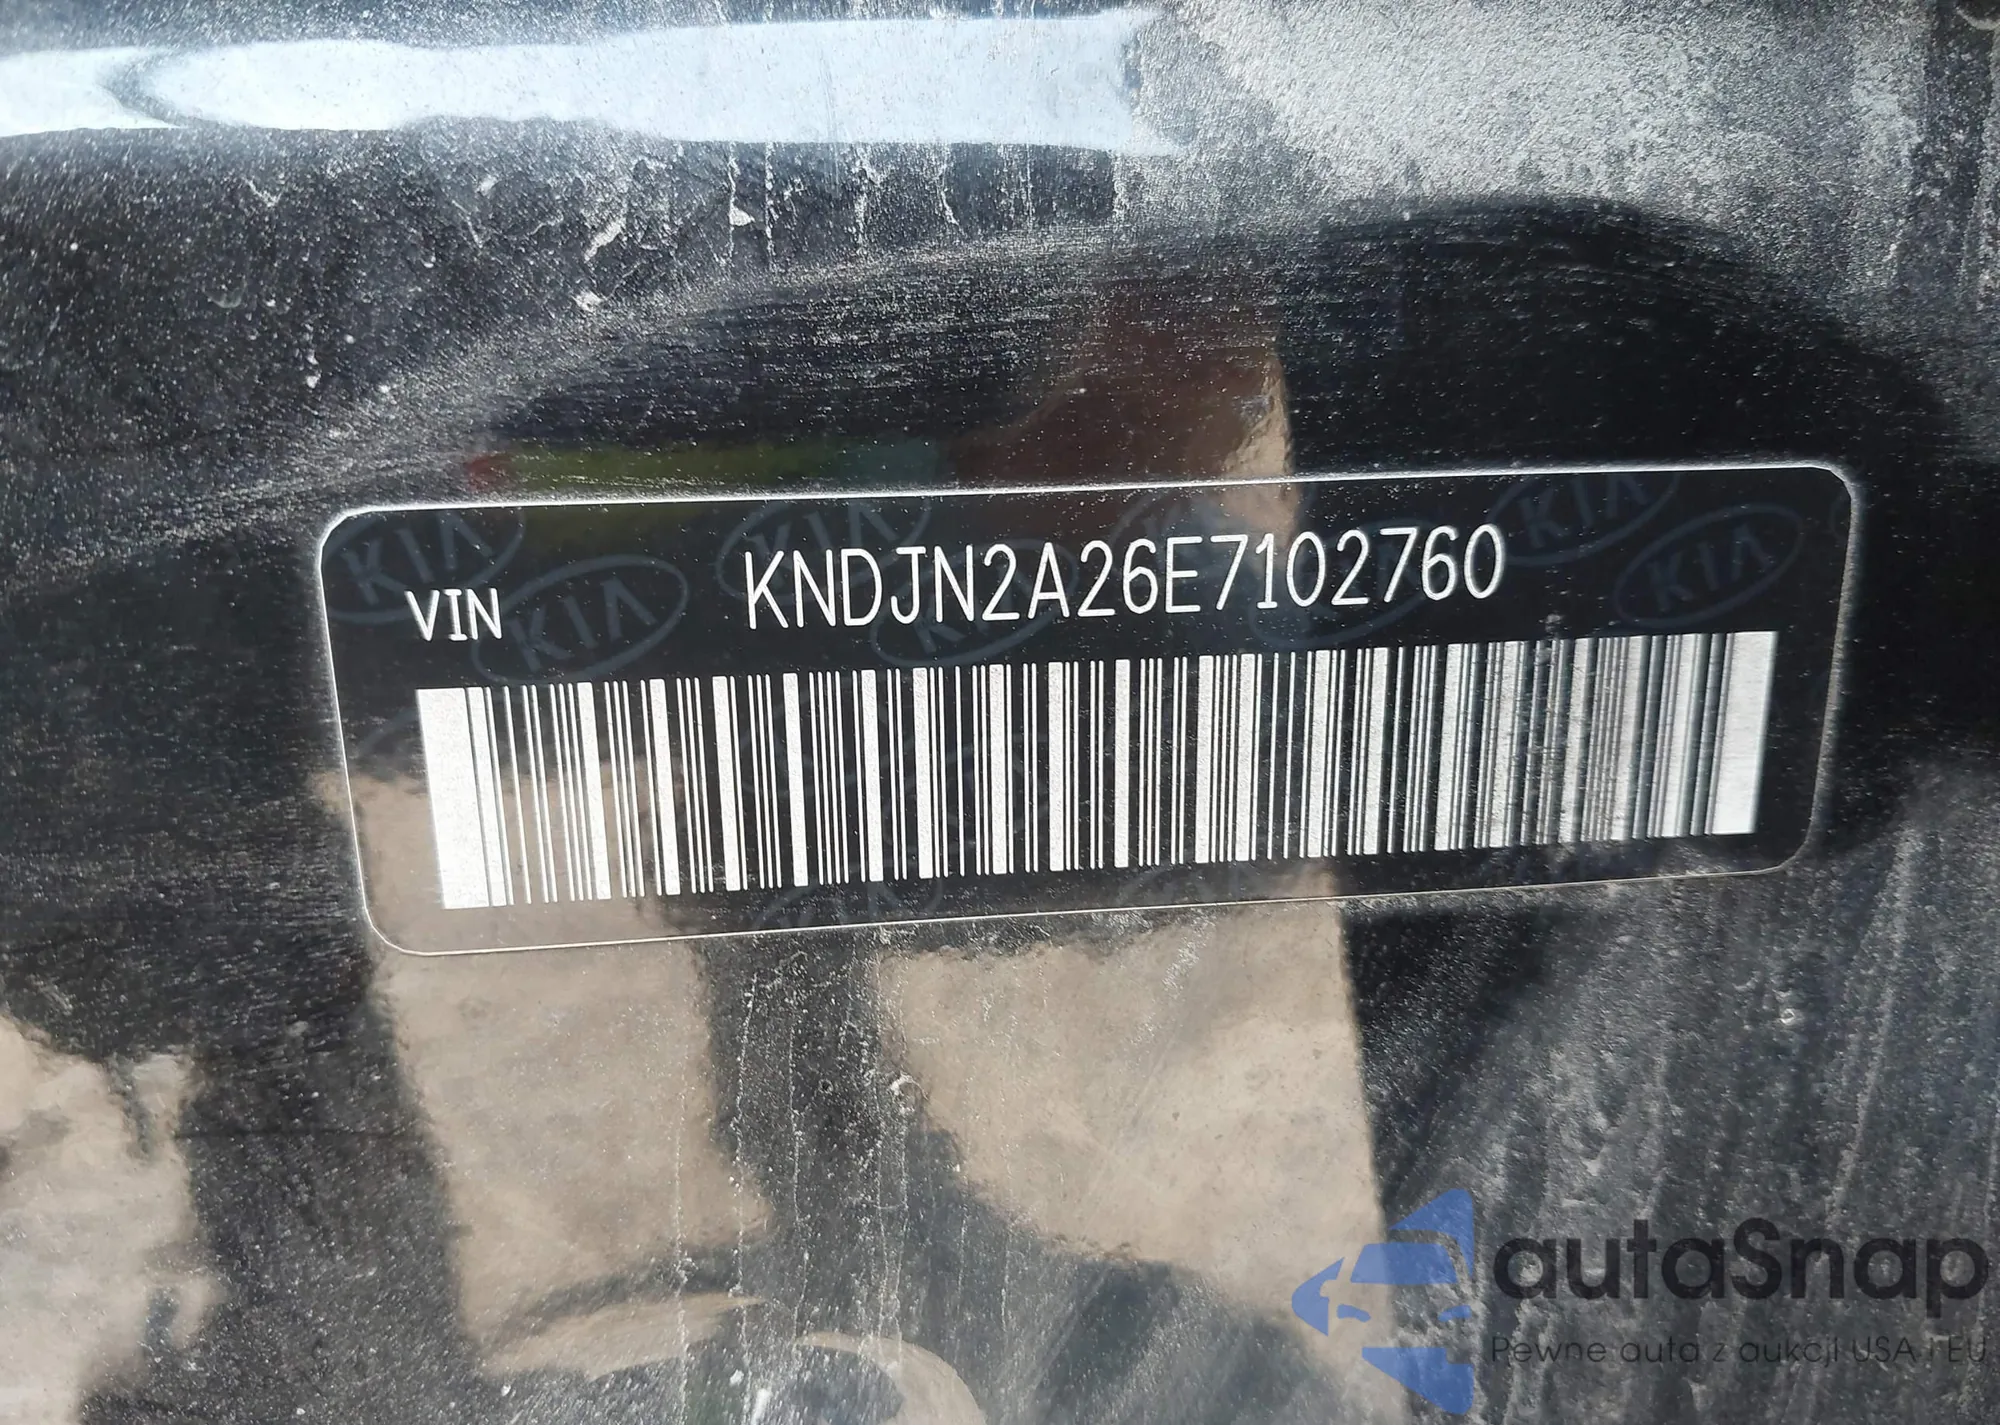 VIN KNDJN2A26E7102760
autaSnap
Pewne auta z aukcji USA i EU